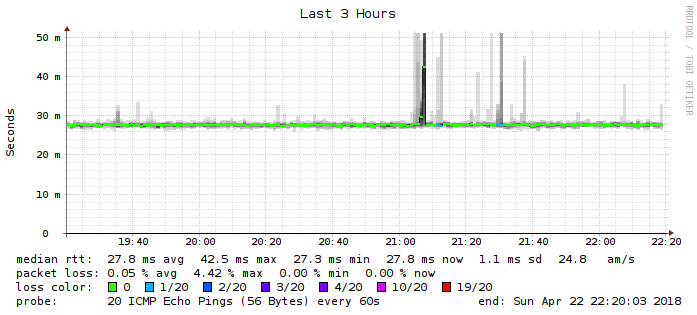 Last 3 Hours
RRDTOOL / TOBI OETIKER
Seconds
50 m
40 m
30 m
20 m
10 m
0
19:40 20:00 20:20 20:40 21:00 21:20 21:40 22:00 22:20
median rtt: 27.8 ms avg 42.5 ms max 27.3 ms min 27.8 ms now 1.1 ms sd 24.8 am/s
packet loss: 0.05 % avg 4.42 % max 0.00 % min 0.00 % now
loss color: 0 1/20 2/20 3/20 4/20 10/20 19/20
probe: 20 ICMP Echo Pings (56 Bytes) every 60s end: Sun Apr 22 22:20:03 2018